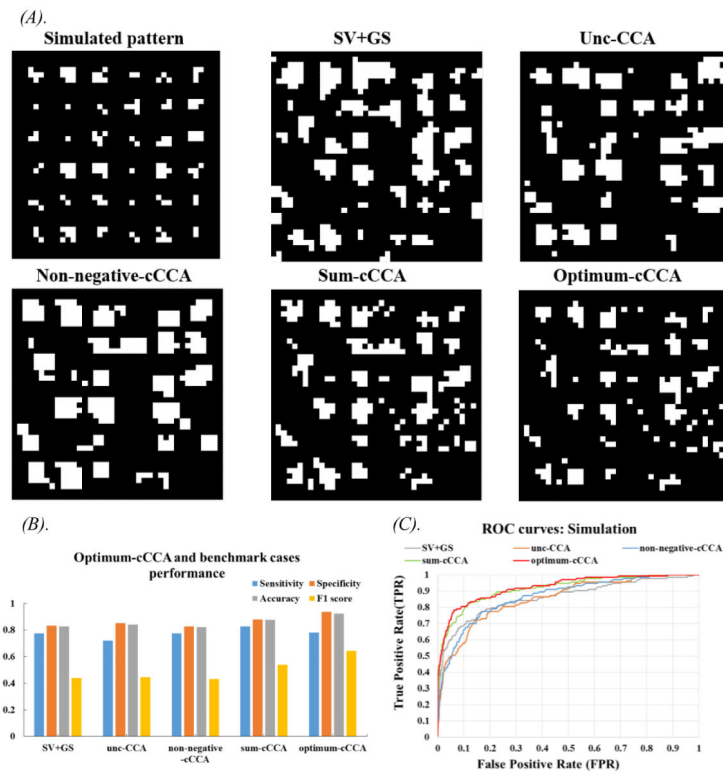 (A).
Simulated pattern
SV+GS
Unc-CCA
Non-negative-cCCA
Sum-cCCA
Optimum-cCCA
(B).
Optimum-cCCA and benchmark cases
performance
Sensitivity
Specificity
Accuracy
F1 score
1
0.8
0.6
0.4
0.2
0
SV+GS
unc-CCA
non-negative
-cCCA
sum-cCCA
optimum-cCCA
(C).
ROC curves: Simulation
SV+GS
unc-CCA
non-negative-cCCA
sum-cCCA
optimum-cCCA
True Positive Rate(TPR)
1
0.9
0.8
0.7
0.6
0.5
0.4
0.3
0.2
0.1
0
0 0.1 0.2 0.3 0.4 0.5 0.6 0.7 0.8 0.9 1
False Positive Rate (FPR)